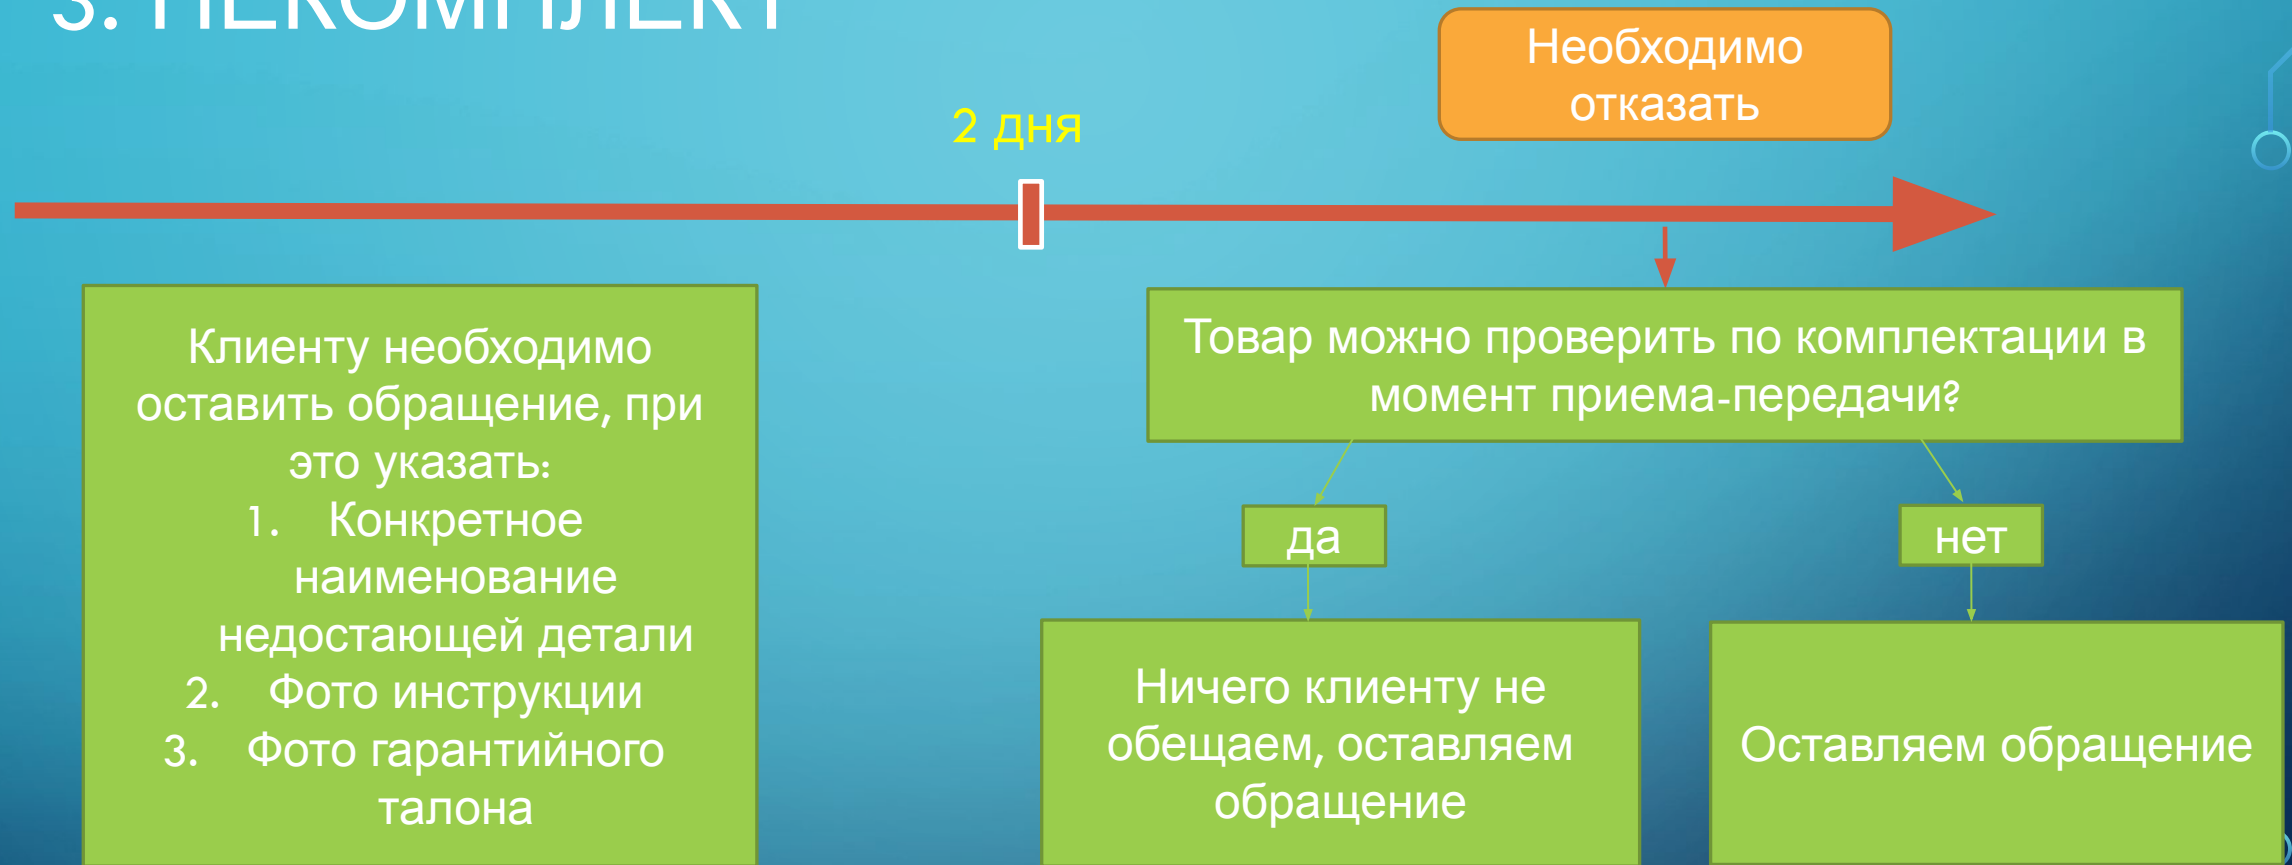 3. НЕКОМПЛЕКТ
Необходимо
отказать
2 дня
Клиенту необходимо
оставить обращение, при
это указать:
1. Конкретное
наименование
недостающей детали
2. Фото инструкции
3. Фото гарантийного
талона
Товар можно проверить по комплектации в
момент приема-передачи?
да
нет
Ничего клиенту не
обещаем, оставляем
обращение
Оставляем обращение